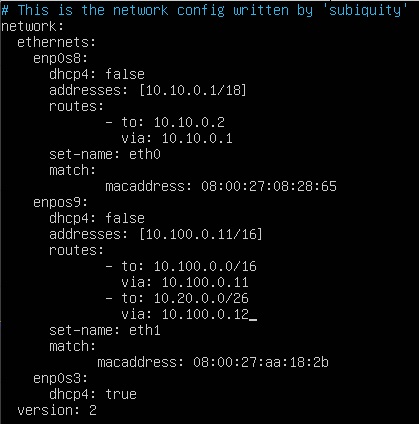 # This is the network config written by 'subiquity'
network:
  ethernets:
    enp0s8:
      dhcp4: false
      addresses: [10.10.0.1/18]
      routes:
             - to: 10.10.0.2
               via: 10.10.0.1
      set-name: eth0
      match:
             macaddress: 08:00:27:08:28:65
    enpos9:
      dhcp4: false
      addresses: [10.100.0.11/16]
      routes:
             - to: 10.100.0.0/16
               via: 10.100.0.11
             - to: 10.20.0.0/26
               via: 10.100.0.12_
      set-name: eth1
      match:
            macaddress: 08:00:27:aa:18:2b
    enp0s3:
      dhcp4: true
  version: 2